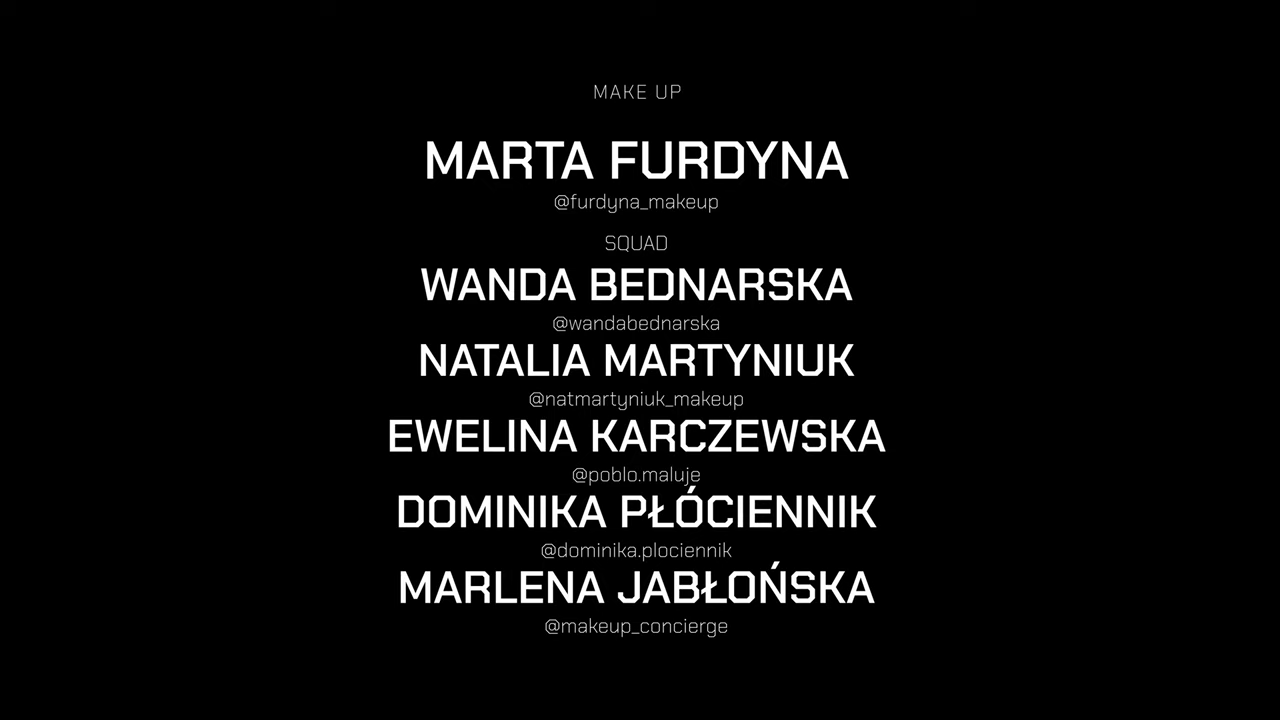 MAKE UP
MARTA FURDYNA
@furdyna_makeup
SQUAD
WANDA BEDNARSKA
@wandabednarska
NATALIA MARTYNIUK
@natmartyniuk_makeup
EWELINA KARCZEWSKA
@poblo.maluje
DOMINIKA PŁÓCIENNIK
@dominika.plociennik
MARLENA JABŁOŃSKA
@makeup_concierge